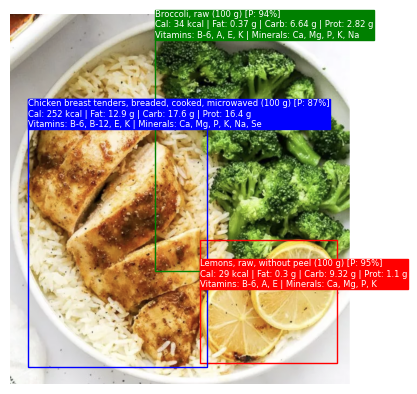 Broccoli, raw (100 g) [P: 94%]
Cal: 34 kcal | Fat: 0.37 g | Carb: 6.64 g | Prot: 2.82 g
Vitamins: B-6, A, E, K | Minerals: Ca, Mg, P, K, Na
Chicken breast tenders, breaded, cooked, microwaved (100 g) [P: 87%]
Cal: 252 kcal | Fat: 12.9 g | Carb: 17.6 g | Prot: 16.4 g
Vitamins: B-6, B-12, E, K | Minerals: Ca, Mg, P, K, Na, Se
Lemons, raw, without peel (100 g) [P: 95%]
Cal: 29 kcal | Fat: 0.3 g | Carb: 9.32 g | Prot: 1.1 g
Vitamins: B-6, A, E | Minerals: Ca, Mg, P, K